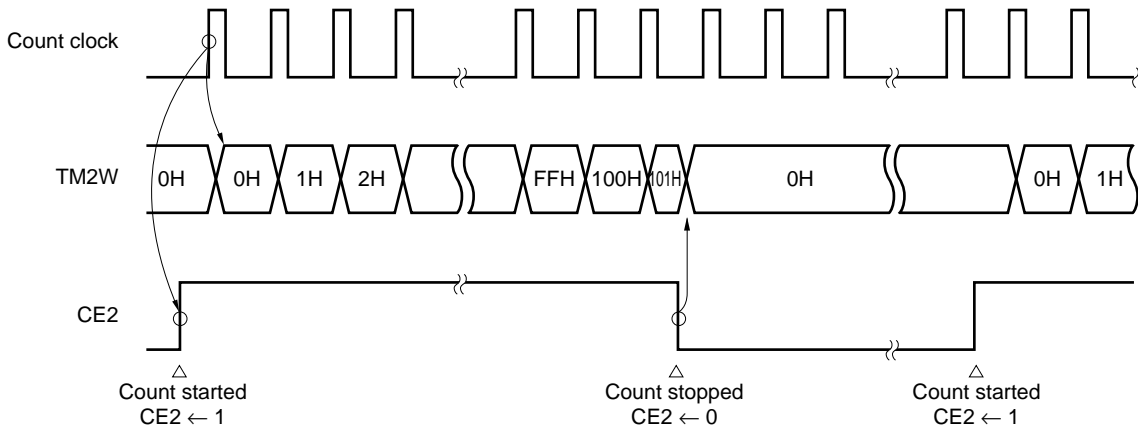 Count clock
TM2W
0H
0H
1H
2H
FFH
100H
101H
0H
0H
1H
CE2
Count started
CE2 ← 1
Count stopped
CE2 ← 0
Count started
CE2 ← 1